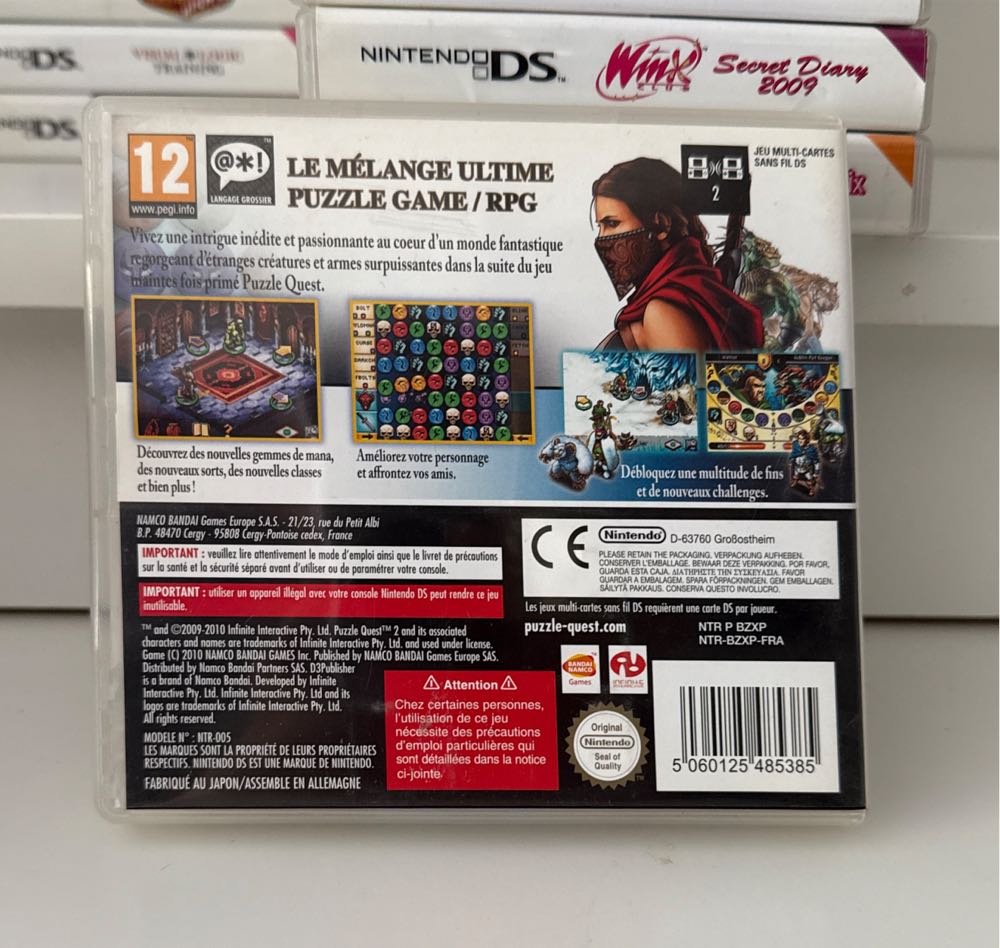 NINTENDO DS
TRAINING
NINTENDO DS™
WinX CLUB
Secret Diary
2009
DS
12
www.pegi.info
@*!
LANGAGE GROSSIER
LE MÉLANGE ULTIME
PUZZLE GAME / RPG
2
JEU MULTI-CARTES
SANS FIL DS
Vivez une intrigue inédite et passionnante au coeur d'un monde fantastique
regorgeant d'étranges créatures et armes surpuissantes dans la suite du jeu
maintes fois primé Puzzle Quest.
BOLT
Découvrez des nouvelles gemmes de mana,
des nouveaux sorts, des nouvelles classes
et bien plus !
Améliorez votre personnage
et affrontez vos amis.
Débloquez une multitude de fins
et de nouveaux challenges.
NAMCO BANDAI Games Europe S.A.S. - 21/23, rue du Petit Albi
B.P. 48470 Cergy - 95808 Cergy-Pontoise cedex, France
IMPORTANT : veuillez lire attentivement le mode d'emploi ainsi que le livret de précautions
sur la santé et la sécurité séparé avant d'utiliser ou de paramétrer votre console.
IMPORTANT : utiliser un appareil illégal avec votre console Nintendo DS peut rendre ce jeu
inutilisable.
™ and ©2009-2010 Infinite Interactive Pty. Ltd. Puzzle Quest™ 2 and its associated
characters and names are trademarks of Infinite Interactive Pty. Ltd. and used under license.
Game (C) 2010 NAMCO BANDAI GAMES Inc. Published by NAMCO BANDAI Games Europe SAS.
Distributed by Namco Bandai Partners SAS. D3Publisher
is a brand of Namco Bandai. Developed by Infinite
Interactive Pty. Ltd. Infinite Interactive Pty. Ltd and its
logos are trademarks of Infinite Interactive Pty. Ltd.
All rights reserved.
MODELE N° : NTR-005
LES MARQUES SONT LA PROPRIÉTÉ DE LEURS PROPRIÉTAIRES
RESPECTIFS. NINTENDO DS EST UNE MARQUE DE NINTENDO.
FABRIQUÉ AU JAPON/ASSEMBLE EN ALLEMAGNE
Attention
Chez certaines personnes,
l'utilisation de ce jeu
nécessite des précautions
d'emploi particulières qui
sont détaillées dans la notice
ci-jointe
CE
Nintendo
D-63760 Großostheim
PLEASE RETAIN THE PACKAGING. VERPACKUNG AUFHEBEN.
CONSERVER L'EMBALLAGE. BEWAAR DEZE VERPAKKING. POR FAVOR,
GUARDA ESTA CAJA. ΔΙΑΤΗΡΗΣΤΕ ΤΗΝ ΣΥΣΚΕΥΑΣΙΑ. FAVOR
GUARDAR A EMBALAGEM. SPARA FÖRPACKNINGEN. GEM EMBALLAGEN.
SÄILYTÄ PAKKAUS. CONSERVA QUESTO INVOLUCRO.
Les jeux multi-cartes sans fil DS requièrent une carte DS par joueur.
puzzle-quest.com
NTR P BZXP
NTR-BZXP-FRA
BANDAI
NAMCO
Games
Original
Nintendo
Seal of
Quality
5 060125 485385